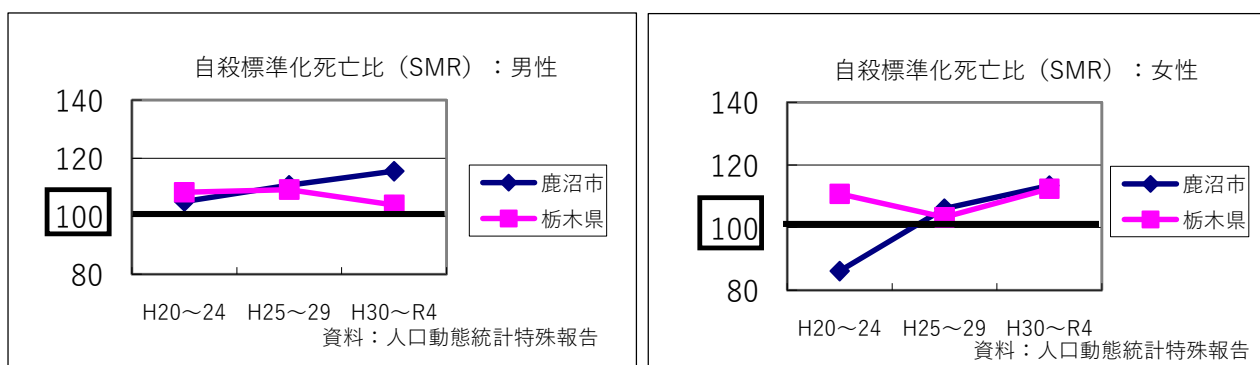 自殺標準化死亡比（SMR）：男性
140
120
100
80
鹿沼市
栃木県
H20～24 H25～29 H30～R4
資料：人口動態統計特殊報告
自殺標準化死亡比（SMR）：女性
140
120
100
80
鹿沼市
栃木県
H20～24 H25～29 H30～R4
資料：人口動態統計特殊報告